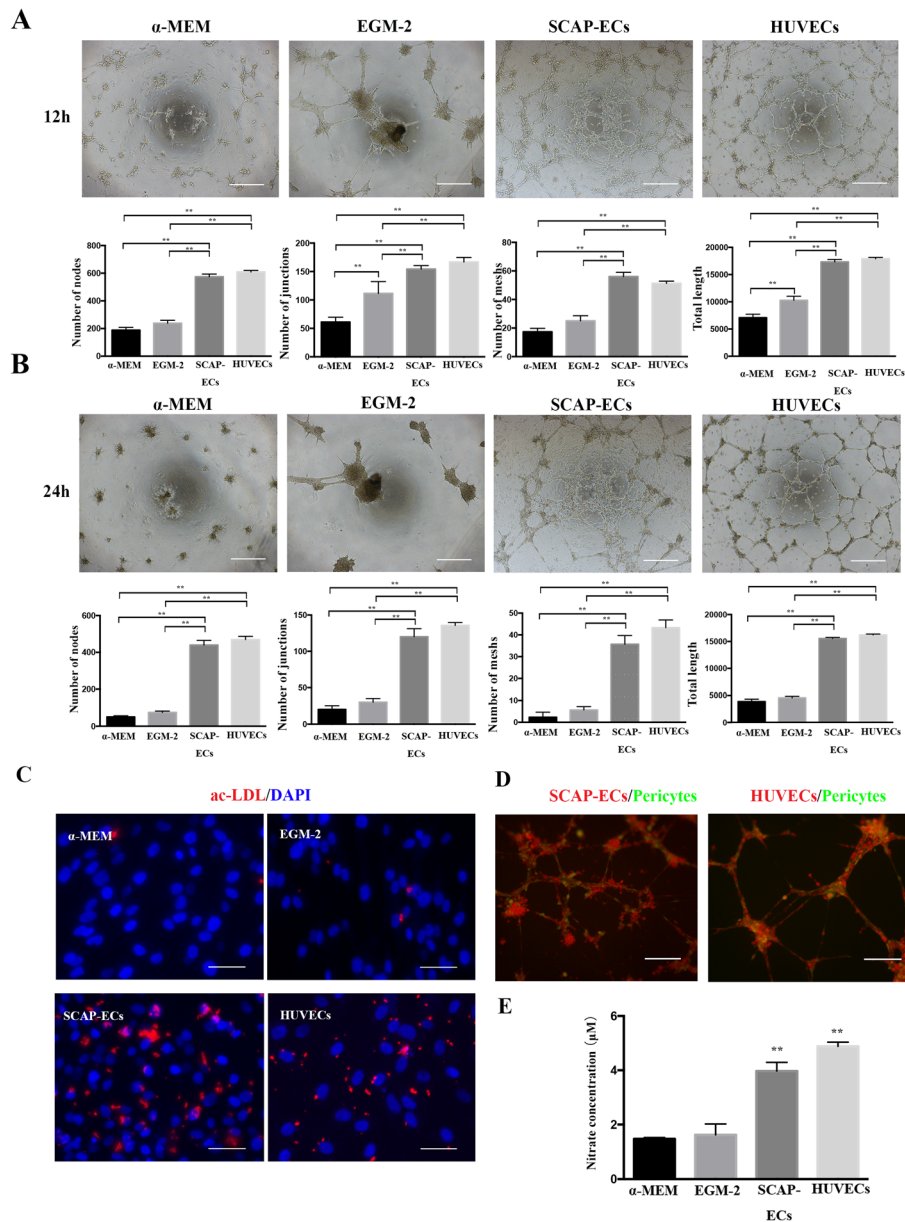 A
α-MEM EGM-2 SCAP-ECs HUVECs
12h
Number of nodes
800
600
400
200
0
** ** ** **
α-MEM EGM-2 SCAP- HUVECs
ECs
Number of junctions
200
150
100
50
0
** ** ** ** **
α-MEM EGM-2 SCAP- HUVECs
ECs
Number of meshs
80
60
40
20
0
** ** ** **
α-MEM EGM-2 SCAP- HUVECs
ECs
Total length
20000
15000
10000
5000
0
** ** ** ** **
α-MEM EGM-2 SCAP- HUVECs
ECs
B
α-MEM EGM-2 SCAP-ECs HUVECs
24h
Number of nodes
600
400
200
0
** ** ** **
α-MEM EGM-2 SCAP- HUVECs
ECs
Number of junctions
150
100
50
0
** ** ** **
α-MEM EGM-2 SCAP- HUVECs
ECs
Number of meshs
50
40
30
20
10
0
** ** ** **
α-MEM EGM-2 SCAP- HUVECs
ECs
Total length
20000
15000
10000
5000
0
** ** ** **
α-MEM EGM-2 SCAP- HUVECs
ECs
C
ac-LDL/DAPI
α-MEM
EGM-2
SCAP-ECs
HUVECs
D
SCAP-ECs/Pericytes HUVECs/Pericytes
E
Nitrate concentration (μM)
6
4
2
0
** **
α-MEM EGM-2 SCAP- HUVECs
ECs